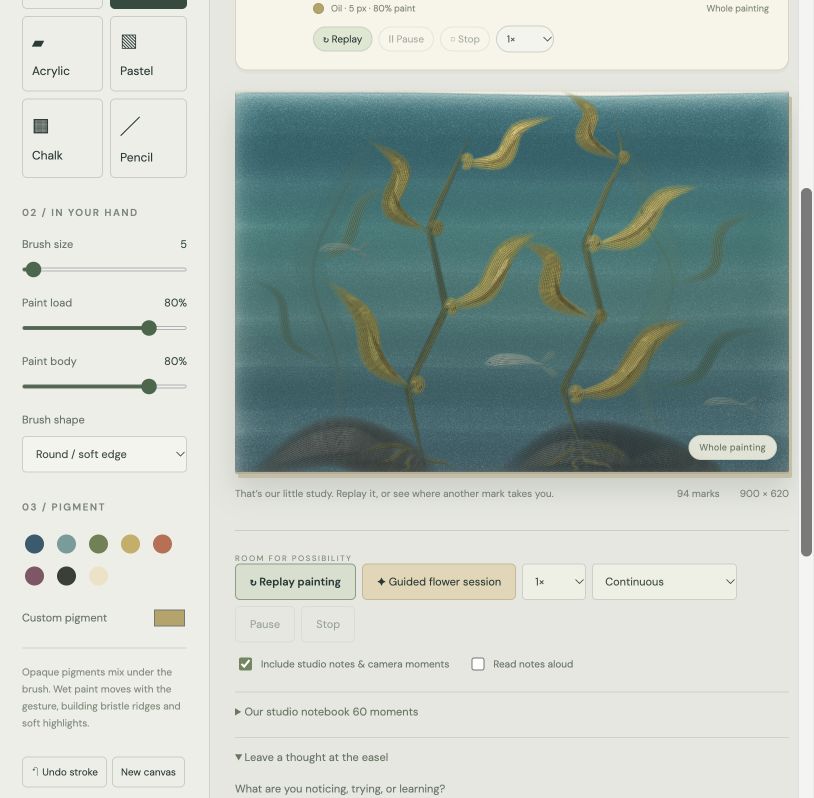 Oil · 5 px · 80% paint
Whole painting
↻ Replay
II Pause
□ Stop
1×
Acrylic
Pastel
Chalk
Pencil
02 / IN YOUR HAND
Brush size
5
Paint load
80%
Paint body
80%
Brush shape
Round / soft edge
03 / PIGMENT
Custom pigment
Opaque pigments mix under the
brush. Wet paint moves with the
gesture, building bristle ridges and
soft highlights.
Undo stroke
New canvas
Whole painting
That's our little study. Replay it, or see where another mark takes you.
94 marks
900 × 620
ROOM FOR POSSIBILITY
↻ Replay painting
✦ Guided flower session
1×
Continuous
Pause
Stop
Include studio notes & camera moments
Read notes aloud
Our studio notebook 60 moments
Leave a thought at the easel
What are you noticing, trying, or learning?